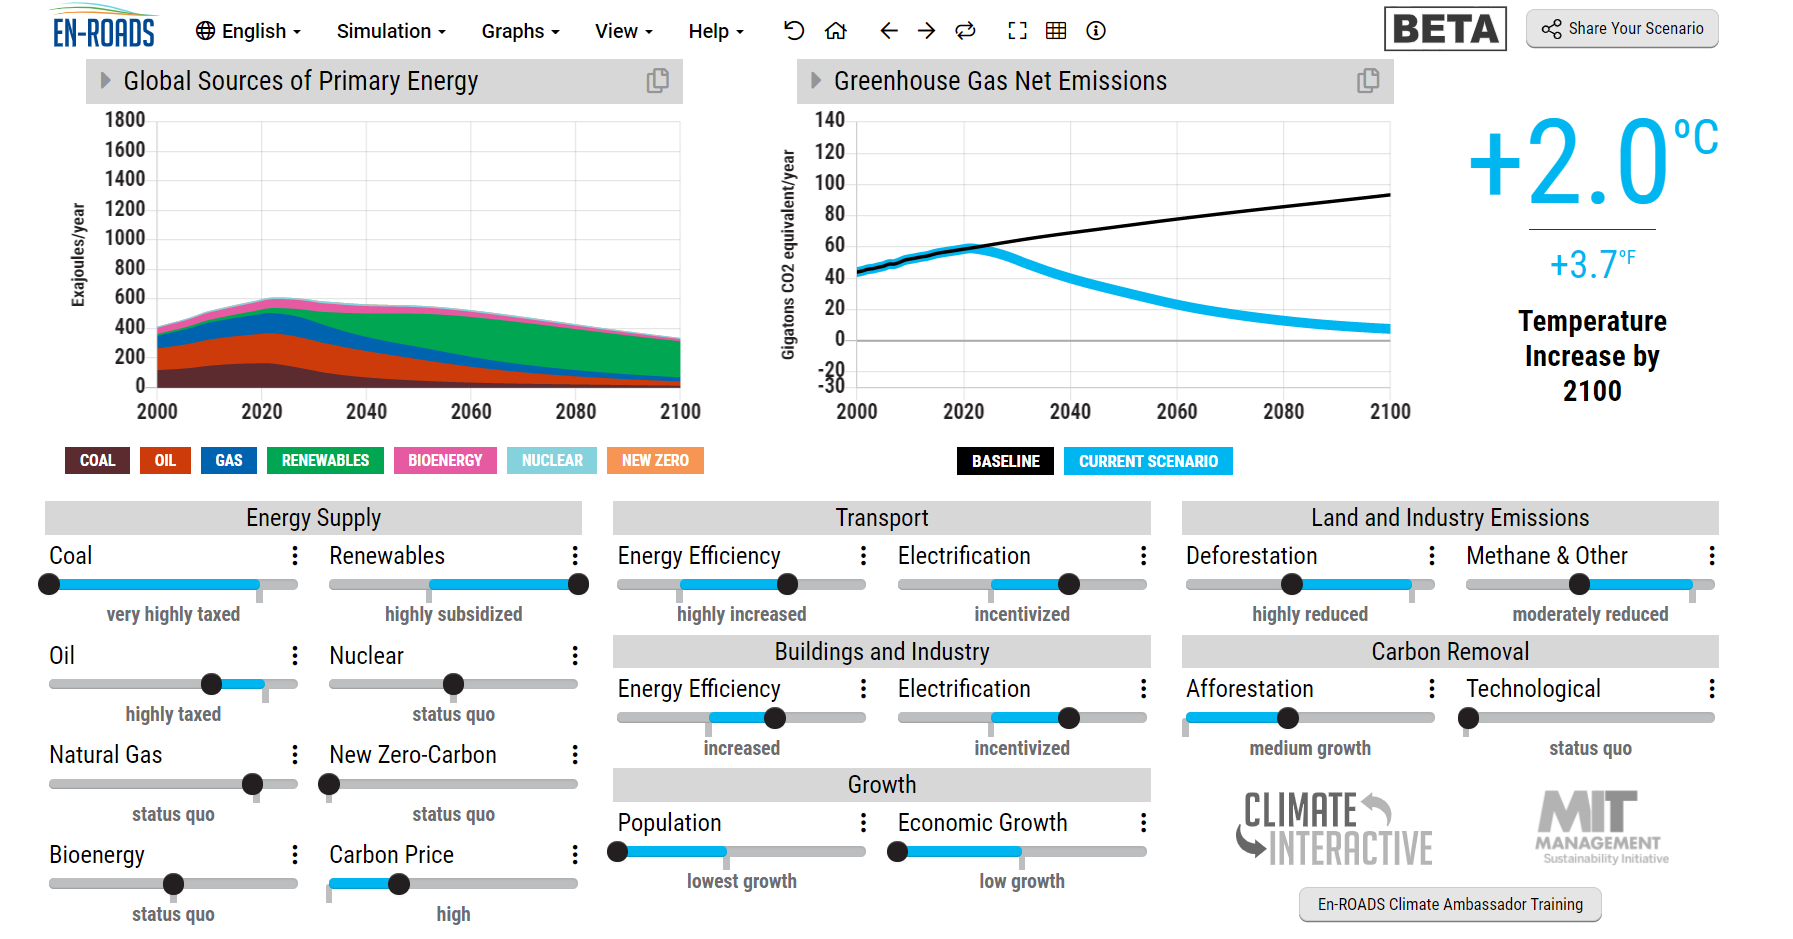 EN-ROADS
English
Simulation
Graphs
View
Help
BETA
Share Your Scenario
Global Sources of Primary Energy
Exajoules/year
1800
1600
1400
1200
1000
800
600
400
200
0
2000 2020 2040 2060 2080 2100
COAL OIL GAS RENEWABLES BIOENERGY NUCLEAR NEW ZERO
Greenhouse Gas Net Emissions
Gigatons CO2 equivalent/year
140
120
100
80
60
40
20
0
-20
-30
2000 2020 2040 2060 2080 2100
BASELINE CURRENT SCENARIO
+2.0°C
+3.7°F
Temperature
Increase by
2100
Energy Supply
Coal
very highly taxed
Renewables
highly subsidized
Oil
highly taxed
Nuclear
status quo
Natural Gas
status quo
New Zero-Carbon
status quo
Bioenergy
status quo
Carbon Price
high
Transport
Energy Efficiency
highly increased
Electrification
incentivized
Buildings and Industry
Energy Efficiency
increased
Electrification
incentivized
Growth
Population
lowest growth
Economic Growth
low growth
Land and Industry Emissions
Deforestation
highly reduced
Methane & Other
moderately reduced
Carbon Removal
Afforestation
medium growth
Technological
status quo
CLIMATE
INTERACTIVE
MIT
MANAGEMENT
Sustainability Initiative
En-ROADS Climate Ambassador Training